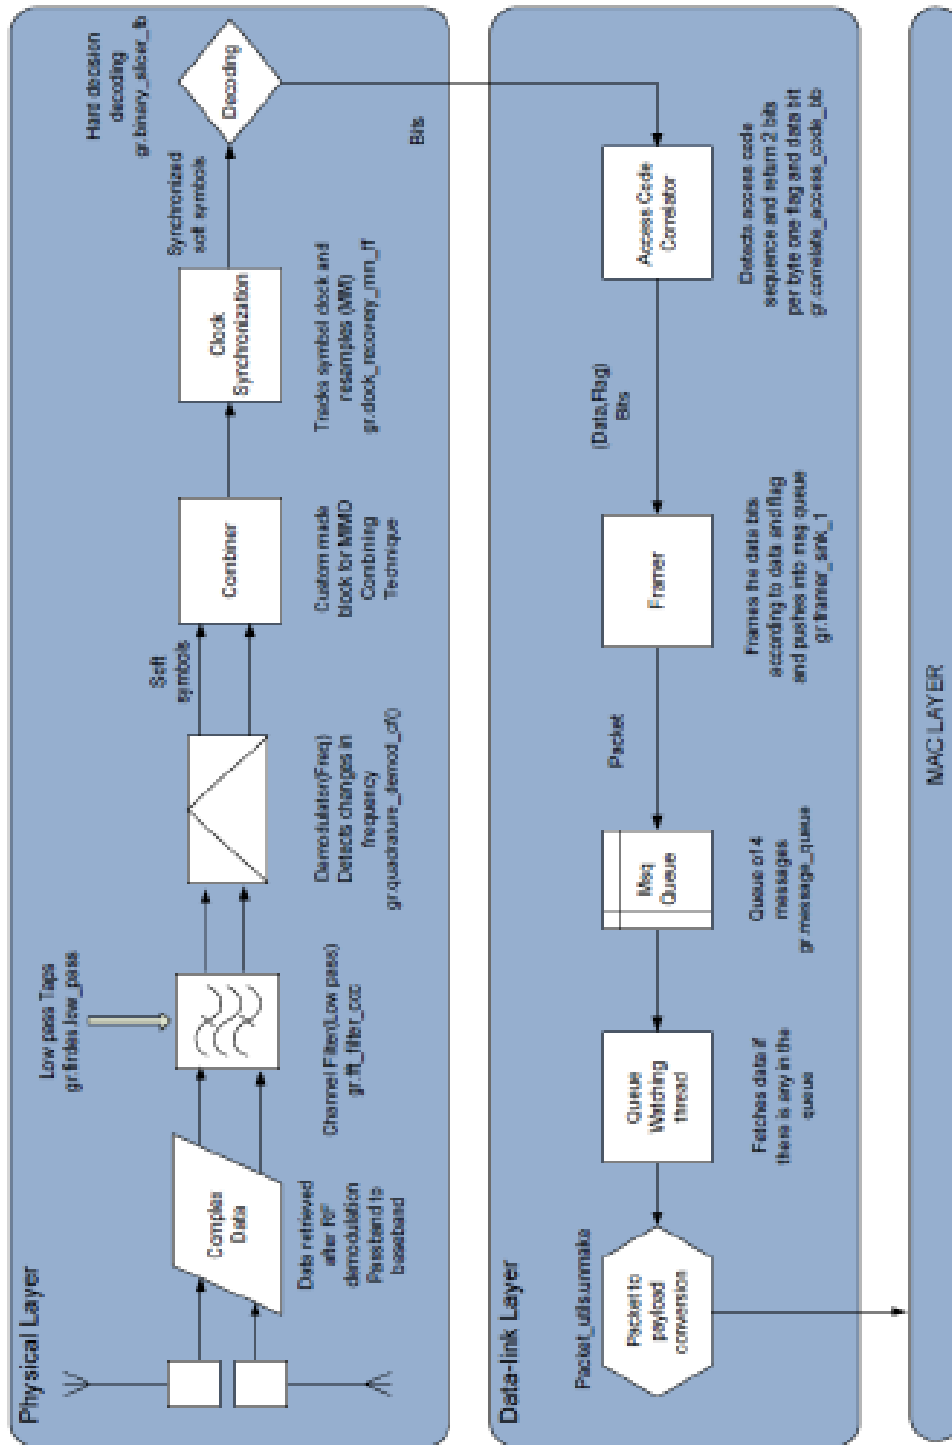 Physical Layer
Complex
Data
Data retrieved
after RF
demodulation
Passband to
baseband
Low pass Taps
gr.firdes.low_pass
Channel Filter(Low pass)
gr.fft_filter_ccc
Demodulator(Freq)
Detects changes in
frequency
gr.quadrature_demod_cf()
Soft
symbols
Combiner
Custom made
block for MIMO
Combining
Technique
Clock
Synchronization
Tracks symbol clock and
resamples (MM)
gr.clock_recovery_mm_ff
Synchronized
soft symbols
Hard decision
decoding
gr.binary_slicer_fb
Decoding
Bits
Data-link Layer
Access Code
Correlator
Detects access code
sequence and return 2 bits
per byte one flag and data bit
gr.correlate_access_code_bb
(Data,Flag)
Bits
Framer
Frames the data bits
according to data and flag
and pushes into msg queue
gr.framer_sink_1
Packet
Msg
Queue
Queue of 4
messages
gr.message_queue
Queue
Watching
thread
Fetches data if
there is any in the
queue
Packet_utils.unmake
Packet to
payload
conversion
MAC LAYER